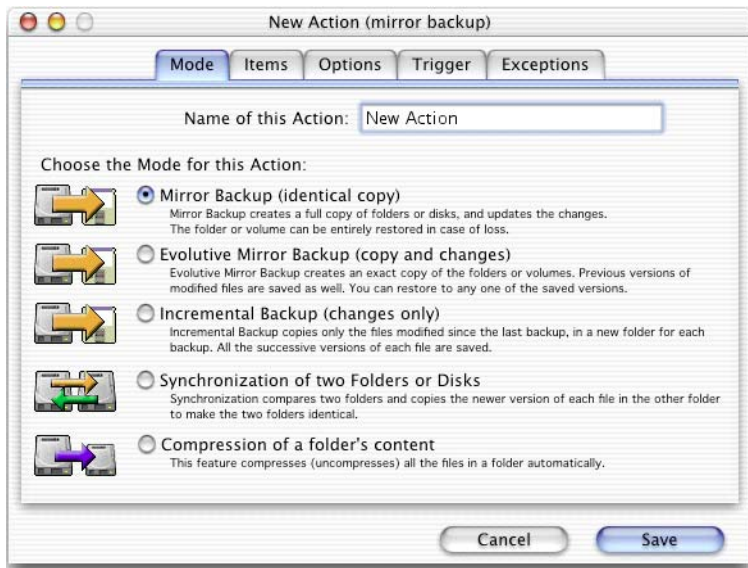 New Action (mirror backup)
Mode Items Options Trigger Exceptions
Name of this Action: New Action
Choose the Mode for this Action:
Mirror Backup (identical copy)
Mirror Backup creates a full copy of folders or disks, and updates the changes.
The folder or volume can be entirely restored in case of loss.
Evolutive Mirror Backup (copy and changes)
Evolutive Mirror Backup creates an exact copy of the folders or volumes. Previous versions of
modified files are saved as well. You can restore to any one of the saved versions.
Incremental Backup (changes only)
Incremental Backup copies only the files modified since the last backup, in a new folder for each
backup. All the successive versions of each file are saved.
Synchronization of two Folders or Disks
Synchronization compares two folders and copies the newer version of each file in the other folder
to make the two folders identical.
Compression of a folder's content
This feature compresses (uncompresses) all the files in a folder automatically.
Cancel Save